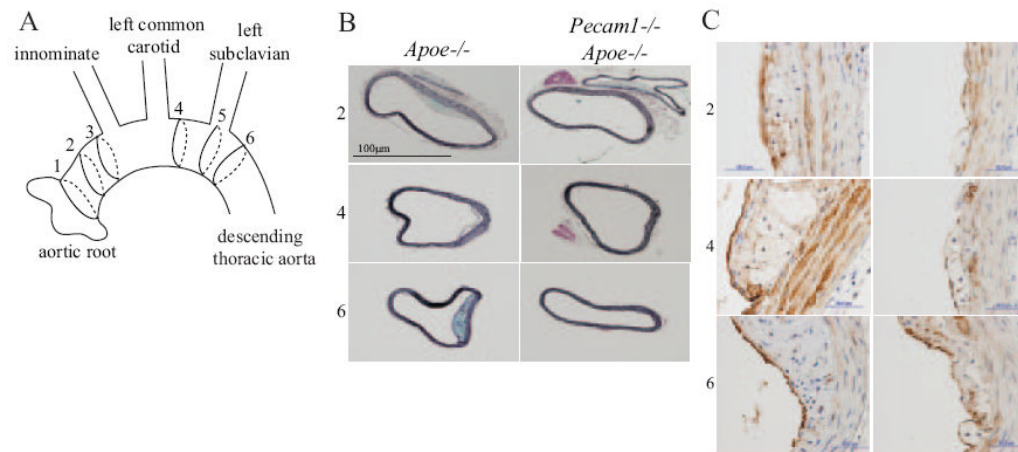 A
left common
carotid
left
subclavian
innominate
1
2
3
4
5
6
aortic root
descending
thoracic aorta
B
Apoe-/-
Pecam1-/-
Apoe-/-
2
100µm
4
6
C
2
4
6